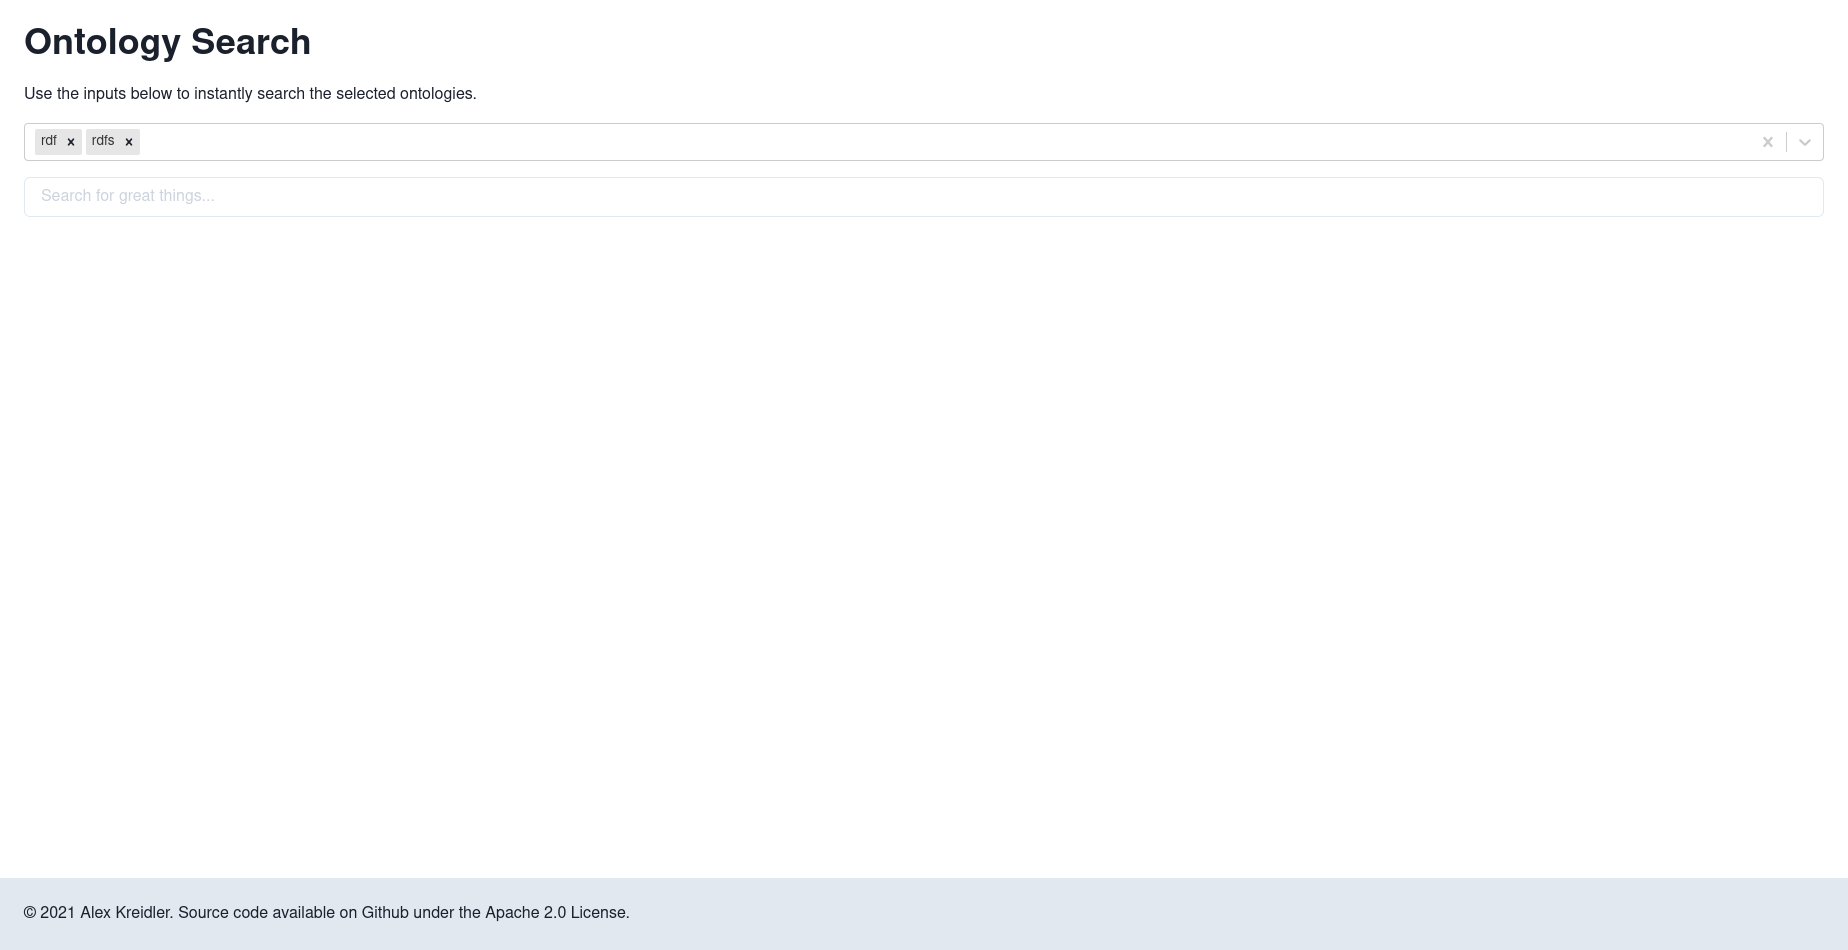 Ontology Search
Use the inputs below to instantly search the selected ontologies.
rdf rdfs
Search for great things...
© 2021 Alex Kreidler. Source code available on Github under the Apache 2.0 License.